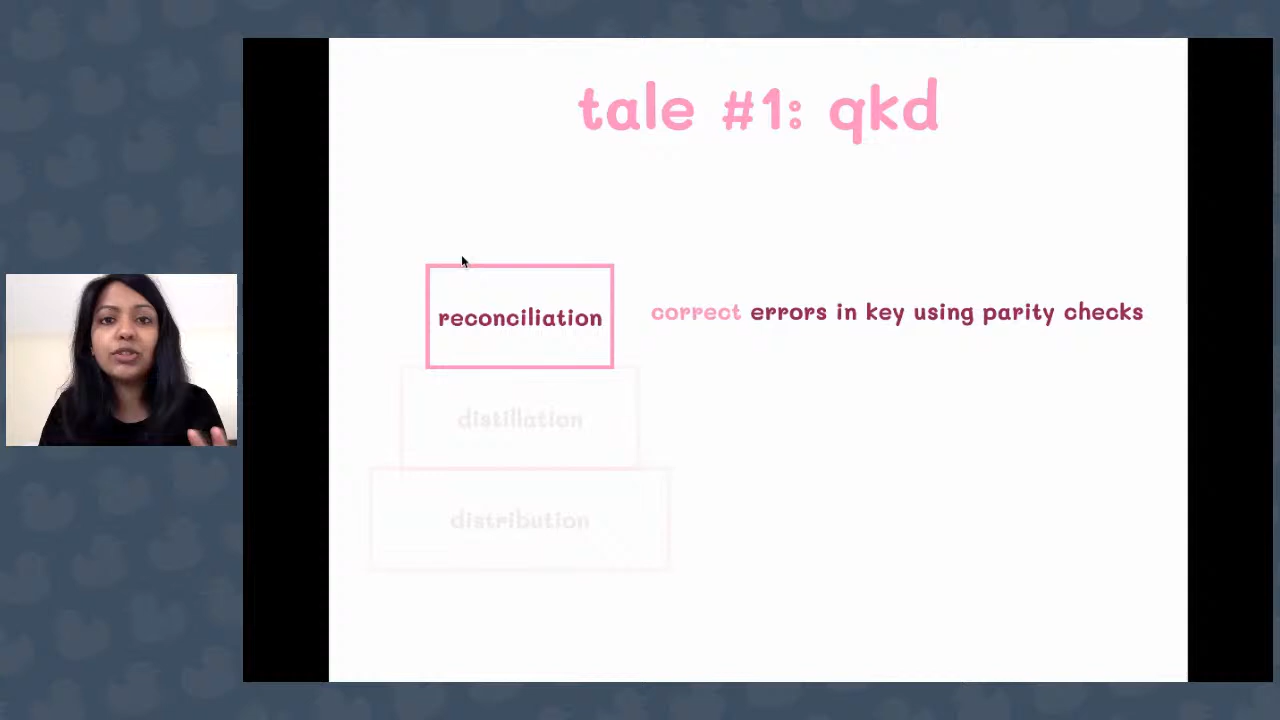 tale #1: qkd
reconciliation
correct errors in key using parity checks
distillation
distribution